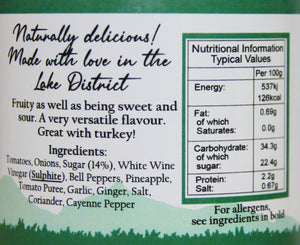 Naturally delicious!
Made with love in the
Lake District
Fruity as well as being sweet and
sour. A very versatile flavour.
Great with turkey!
Ingredients:
Tomatoes, Onions, Sugar (14%), White Wine
Vinegar (Sulphite), Bell Peppers, Pineapple,
Tomato Puree, Garlic, Ginger, Salt,
Coriander, Cayenne Pepper
Nutritional Information
Typical Values
Per 100g
Energy: 537kj
126kcal
Fat: 0.69g
of which
Saturates: 0.0g
Carbohydrate: 34.3g
of which
sugar: 22.4g
Protein: 2.2g
Salt: 0.67g
For allergens,
see ingredients in bold